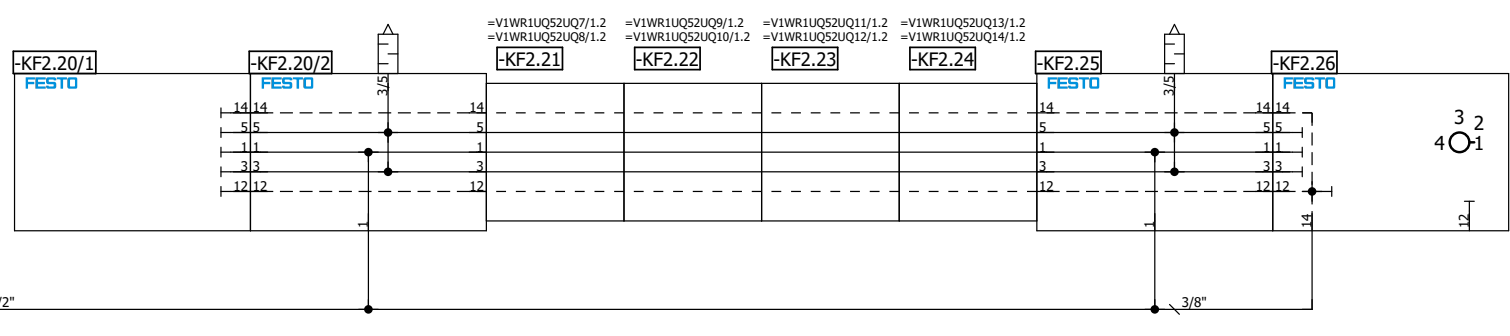 =V1WR1UQ52UQ7/1.2 =V1WR1UQ52UQ9/1.2 =V1WR1UQ52UQ11/1.2 =V1WR1UQ52UQ13/1.2
=V1WR1UQ52UQ8/1.2 =V1WR1UQ52UQ10/1.2 =V1WR1UQ52UQ12/1.2 =V1WR1UQ52UQ14/1.2
-KF2.20/1 -KF2.20/2 -KF2.21 -KF2.22 -KF2.23 -KF2.24 -KF2.25 -KF2.26
FESTO FESTO FESTO FESTO
3/5 3/5
14 14 14 14 14 14
5 5 5 5 5 5
1 1 1 1 1 1
3 3 3 3 3 3
12 12 12 12 12 12
3 2
4 1
1 1 14 12
/2" 3/8"